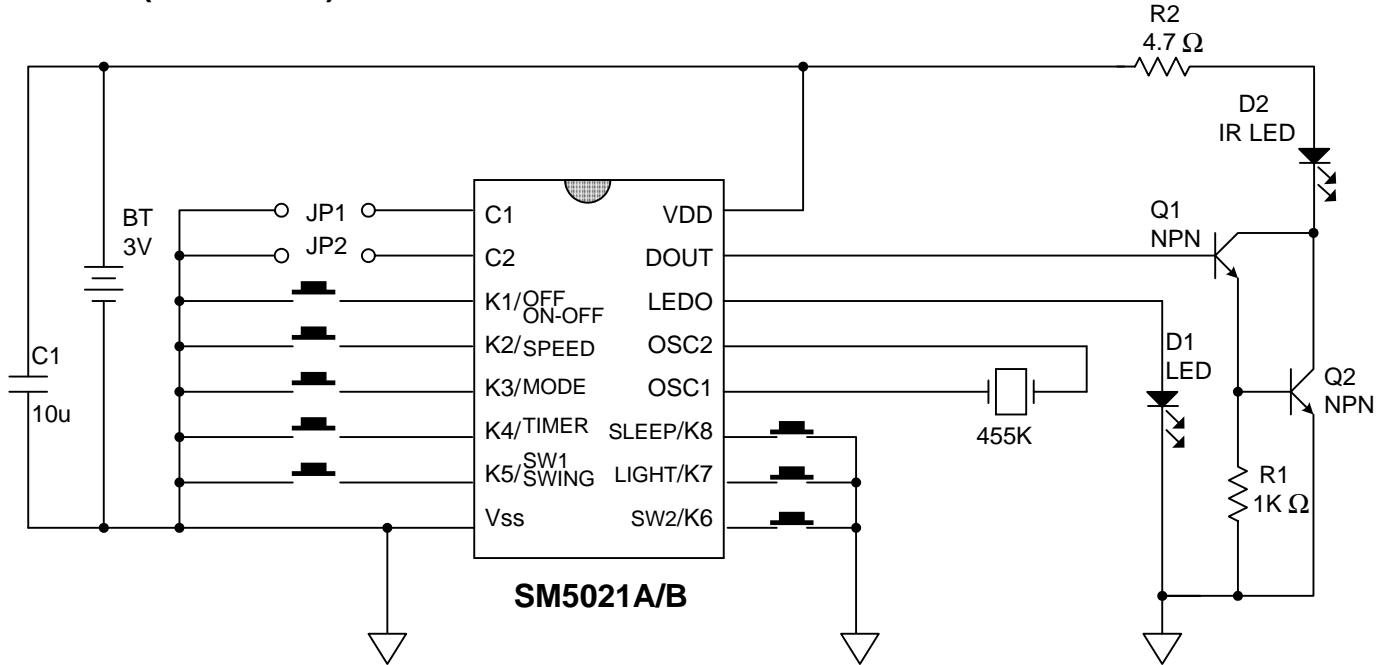 R2
4.7 Ω
D2
IR LED
BT
3V
JP1
JP2
C1
C2
K1/OFF
ON-OFF
K2/SPEED
K3/MODE
K4/TIMER
K5/SW1
SWING
Vss
VDD
DOUT
LEDO
OSC2
OSC1
SLEEP/K8
LIGHT/K7
SW2/K6
SM5021A/B
C1
10u
455K
D1
LED
Q1
NPN
Q2
NPN
R1
1K Ω